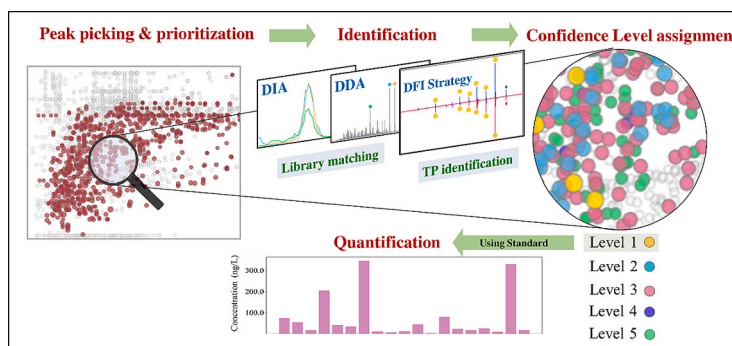 Peak picking & prioritization
Identification
Confidence Level assignment
DIA
DDA
DFI Strategy
Library matching
TP identification
Quantification
Using Standard
Level 1
Level 2
Level 3
Level 4
Level 5
Concentration (ng/L)
300.0
200.0
100.0